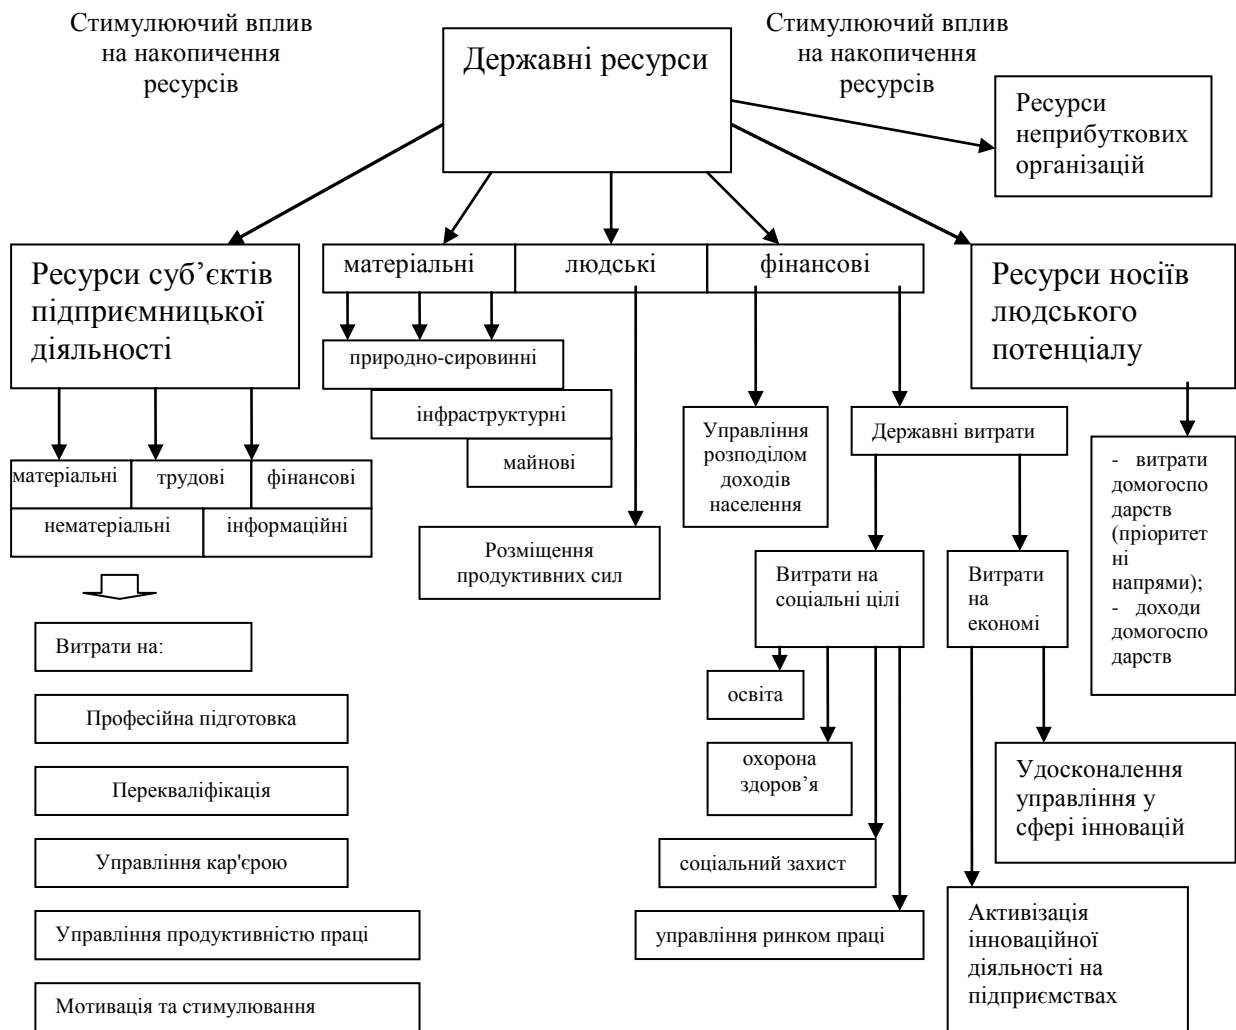 Стимулюючий вплив
на накопичення
ресурсів
Державні ресурси
Стимулюючий вплив
на накопичення
ресурсів
Ресурси
неприбуткових
організацій
Ресурси суб’єктів
підприємницької
діяльності
матеріальні
людські
фінансові
Ресурси носіїв
людського
потенціалу
природно-сировинні
інфраструктурні
майнові
Управління
розподілом
доходів
населення
Державні витрати
- витрати
домогоспо
дарств
(пріоритет
ні
напрями);
- доходи
домогоспо
дарств
матеріальні
трудові
фінансові
нематеріальні
інформаційні
Розміщення
продуктивних сил
Витрати на
соціальні цілі
Витрати
на
економі
Витрати на:
Професійна підготовка
Перекваліфікація
Управління кар'єрою
Управління продуктивністю праці
Мотивація та стимулювання
освіта
охорона
здоров’я
соціальний захист
управління ринком праці
Удосконалення
управління у
сфері інновацій
Активізація
інноваційної
діяльності на
підприємствах